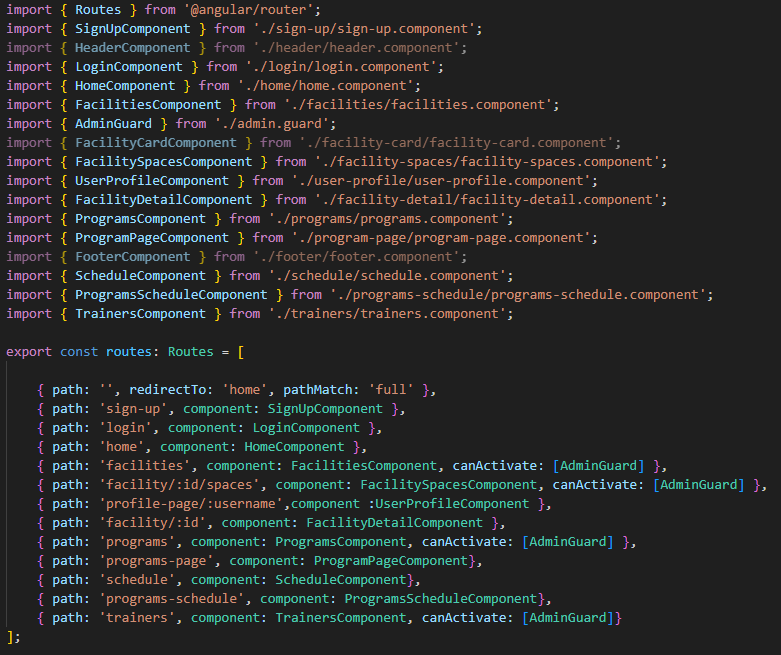 import { Routes } from '@angular/router';
import { SignUpComponent } from './sign-up/sign-up.component';
import { HeaderComponent } from './header/header.component';
import { LoginComponent } from './login/login.component';
import { HomeComponent } from './home/home.component';
import { FacilitiesComponent } from './facilities/facilities.component';
import { AdminGuard } from './admin.guard';
import { FacilityCardComponent } from './facility-card/facility-card.component';
import { FacilitySpacesComponent } from './facility-spaces/facility-spaces.component';
import { UserProfileComponent } from './user-profile/user-profile.component';
import { FacilityDetailComponent } from './facility-detail/facility-detail.component';
import { ProgramsComponent } from './programs/programs.component';
import { ProgramPageComponent } from './program-page/program-page.component';
import { FooterComponent } from './footer/footer.component';
import { ScheduleComponent } from './schedule/schedule.component';
import { ProgramsScheduleComponent } from './programs-schedule/programs-schedule.component';
import { TrainersComponent } from './trainers/trainers.component';

export const routes: Routes = [

    { path: '', redirectTo: 'home', pathMatch: 'full' },
    { path: 'sign-up', component: SignUpComponent },
    { path: 'login', component: LoginComponent },
    { path: 'home', component: HomeComponent },
    { path: 'facilities', component: FacilitiesComponent, canActivate: [AdminGuard] },
    { path: 'facility/:id/spaces', component: FacilitySpacesComponent, canActivate: [AdminGuard] },
    { path: 'profile-page/:username',component :UserProfileComponent },
    { path: 'facility/:id', component: FacilityDetailComponent },
    { path: 'programs', component: ProgramsComponent, canActivate: [AdminGuard] },
    { path: 'programs-page', component: ProgramPageComponent},
    { path: 'schedule', component: ScheduleComponent},
    { path: 'programs-schedule', component: ProgramsScheduleComponent},
    { path: 'trainers', component: TrainersComponent, canActivate: [AdminGuard]}
];